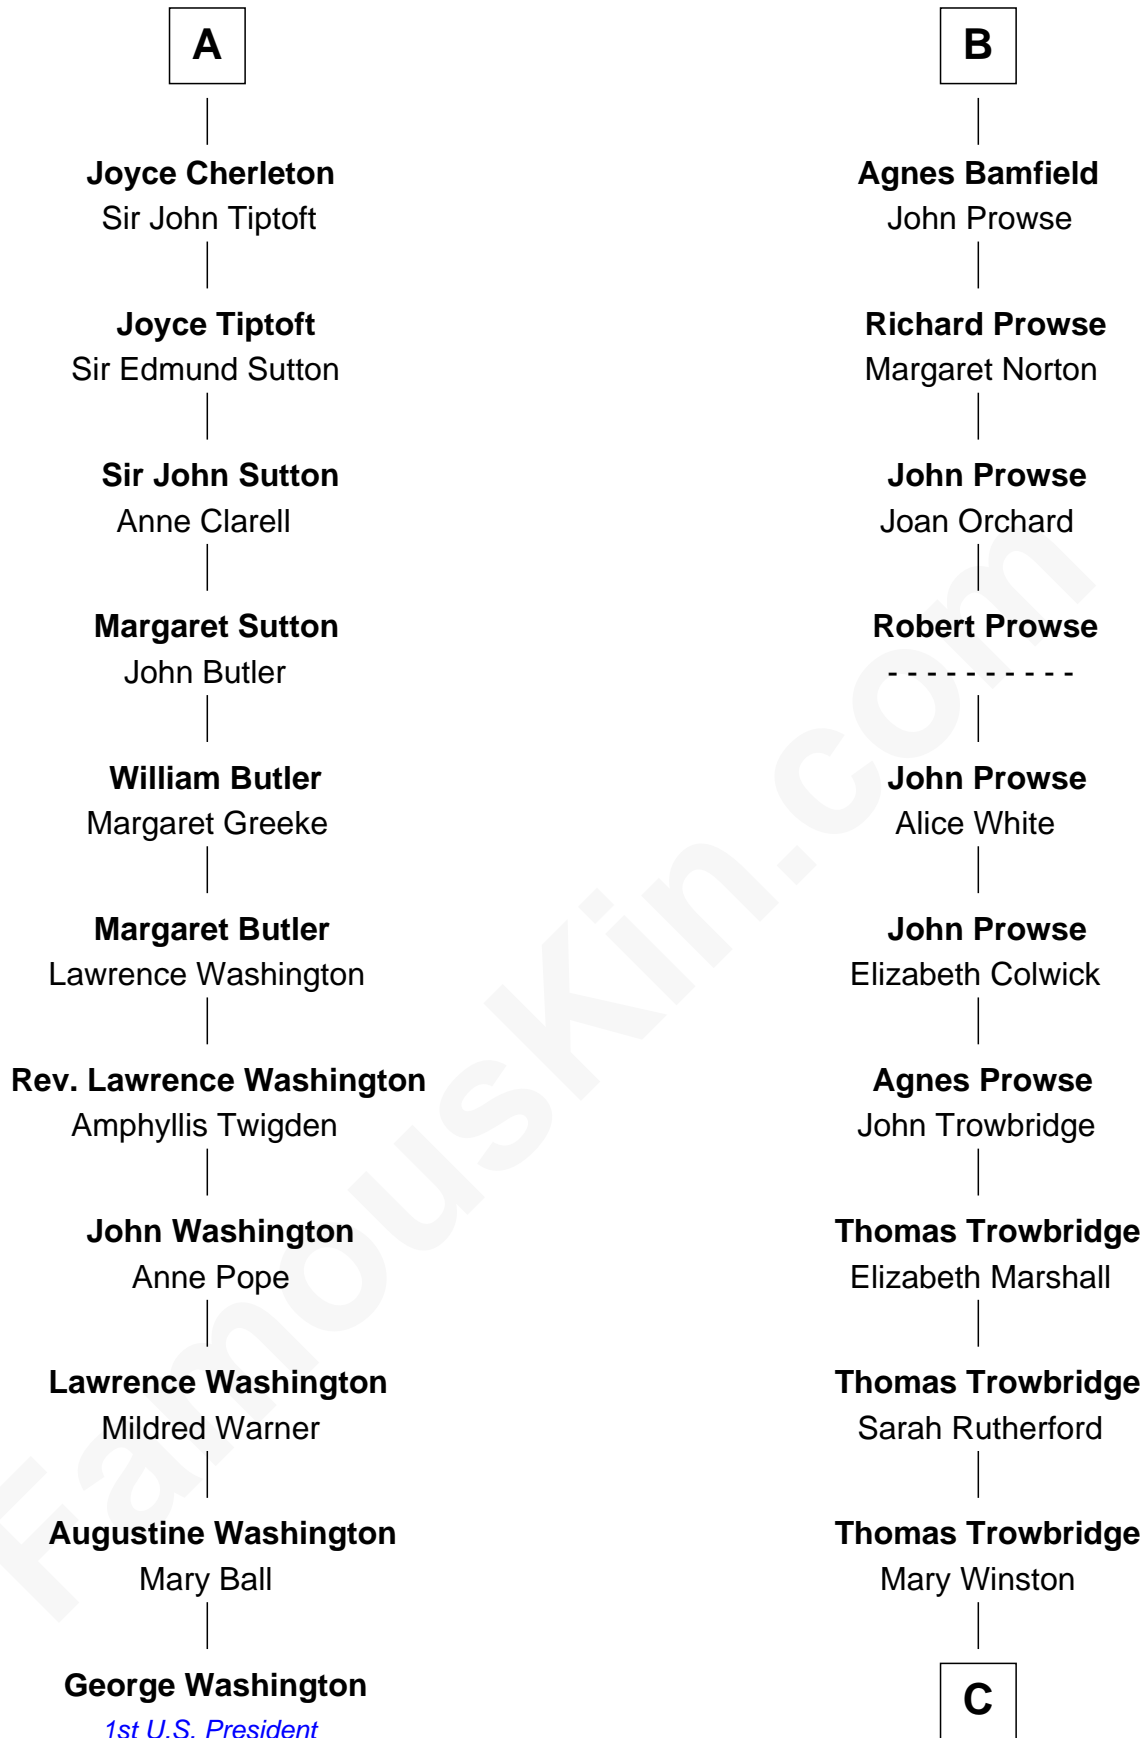 A
Joyce Cherleton
Sir John Tiptoft
Joyce Tiptoft
Sir Edmund Sutton
Sir John Sutton
Anne Clarell
Margaret Sutton
John Butler
William Butler
Margaret Greeke
Margaret Butler
Lawrence Washington
Rev. Lawrence Washington
Amphyllis Twigden
John Washington
Anne Pope
Lawrence Washington
Mildred Warner
Augustine Washington
Mary Ball
George Washington
1st U.S. President
B
Agnes Bamfield
John Prowse
Richard Prowse
Margaret Norton
John Prowse
Joan Orchard
Robert Prowse
- - - - - - - - - -
John Prowse
Alice White
John Prowse
Elizabeth Colwick
Agnes Prowse
John Trowbridge
Thomas Trowbridge
Elizabeth Marshall
Thomas Trowbridge
Sarah Rutherford
Thomas Trowbridge
Mary Winston
C
FamousKin.com